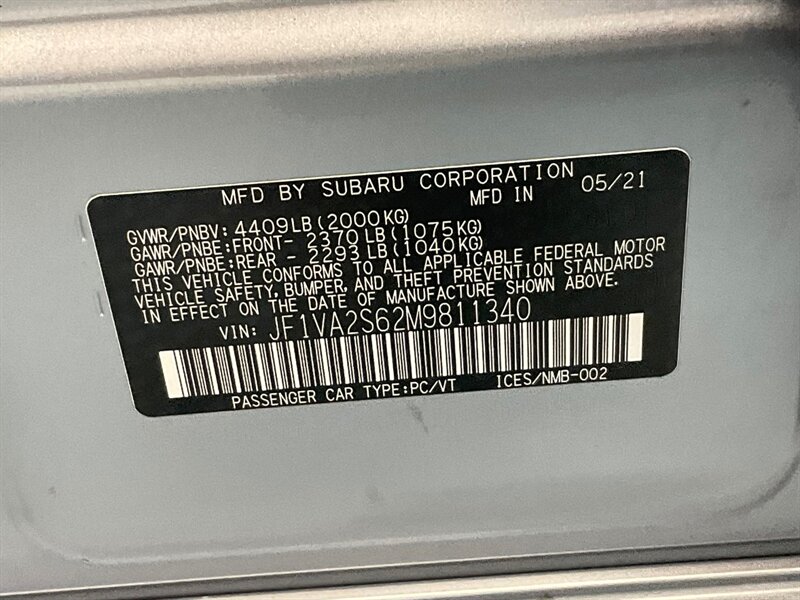 MFD BY SUBARU CORPORATION
MFD IN 05/21
GVWR/PNBV: 4409LB(2000KG)
GAWR/PNBE:FRONT- 2370LB(1075KG)
GAWR/PNBE:REAR - 2293LB(1040KG)
THIS VEHICLE CONFORMS TO ALL APPLICABLE FEDERAL MOTOR
VEHICLE SAFETY, BUMPER, AND THEFT PREVENTION STANDARDS
IN EFFECT ON THE DATE OF MANUFACTURE SHOWN ABOVE.
VIN: JF1VA2S62M9811340
PASSENGER CAR TYPE:PC/VT ICES/NMB-002